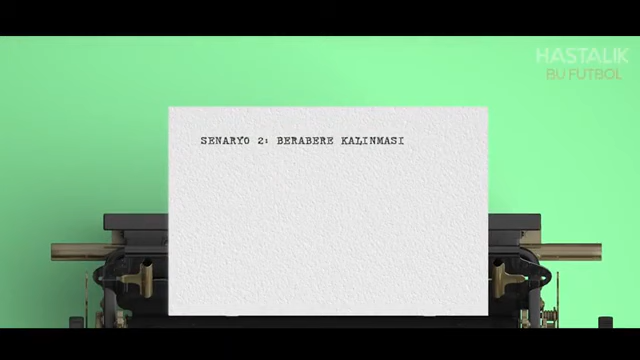 HASTALIK
BU FUTBOL
SENARYO 2: BERABERE KALINMASI